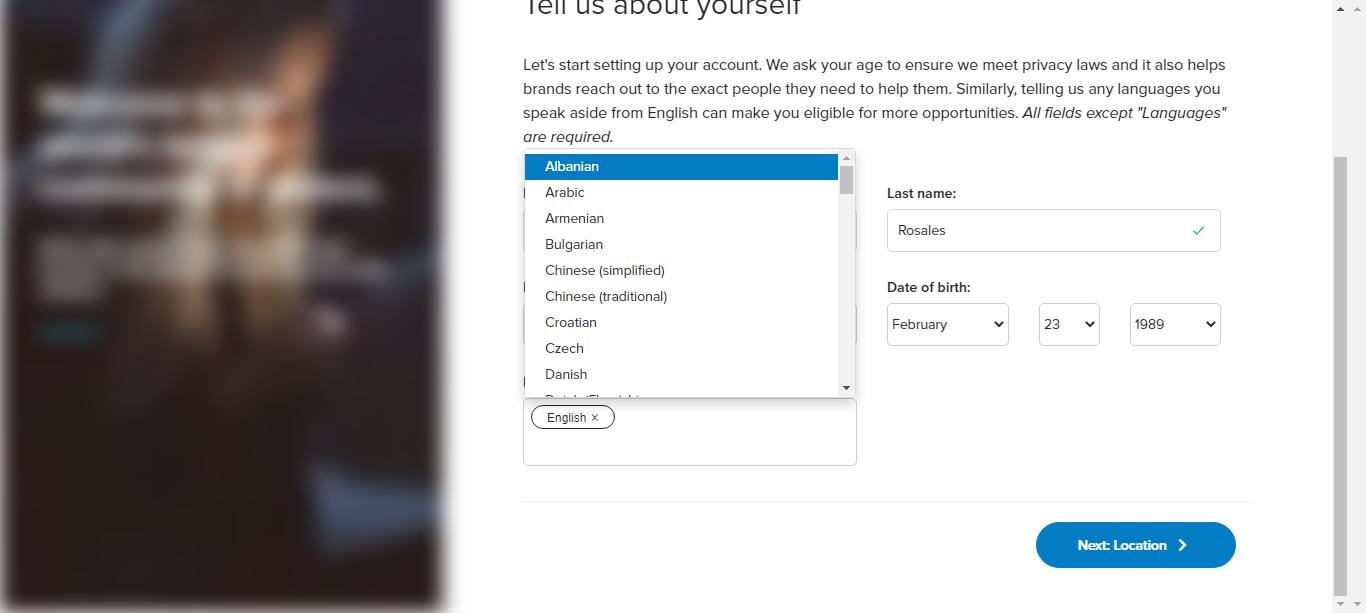 Tell us about yourself
Let's start setting up your account. We ask your age to ensure we meet privacy laws and it also helps
brands reach out to the exact people they need to help them. Similarly, telling us any languages you
speak aside from English can make you eligible for more opportunities. All fields except "Languages"
are required.
Albanian
Arabic
Armenian
Bulgarian
Chinese (simplified)
Chinese (traditional)
Croatian
Czech
Danish
Last name:
Rosales
Date of birth:
February 23 1989
English ×
Next: Location